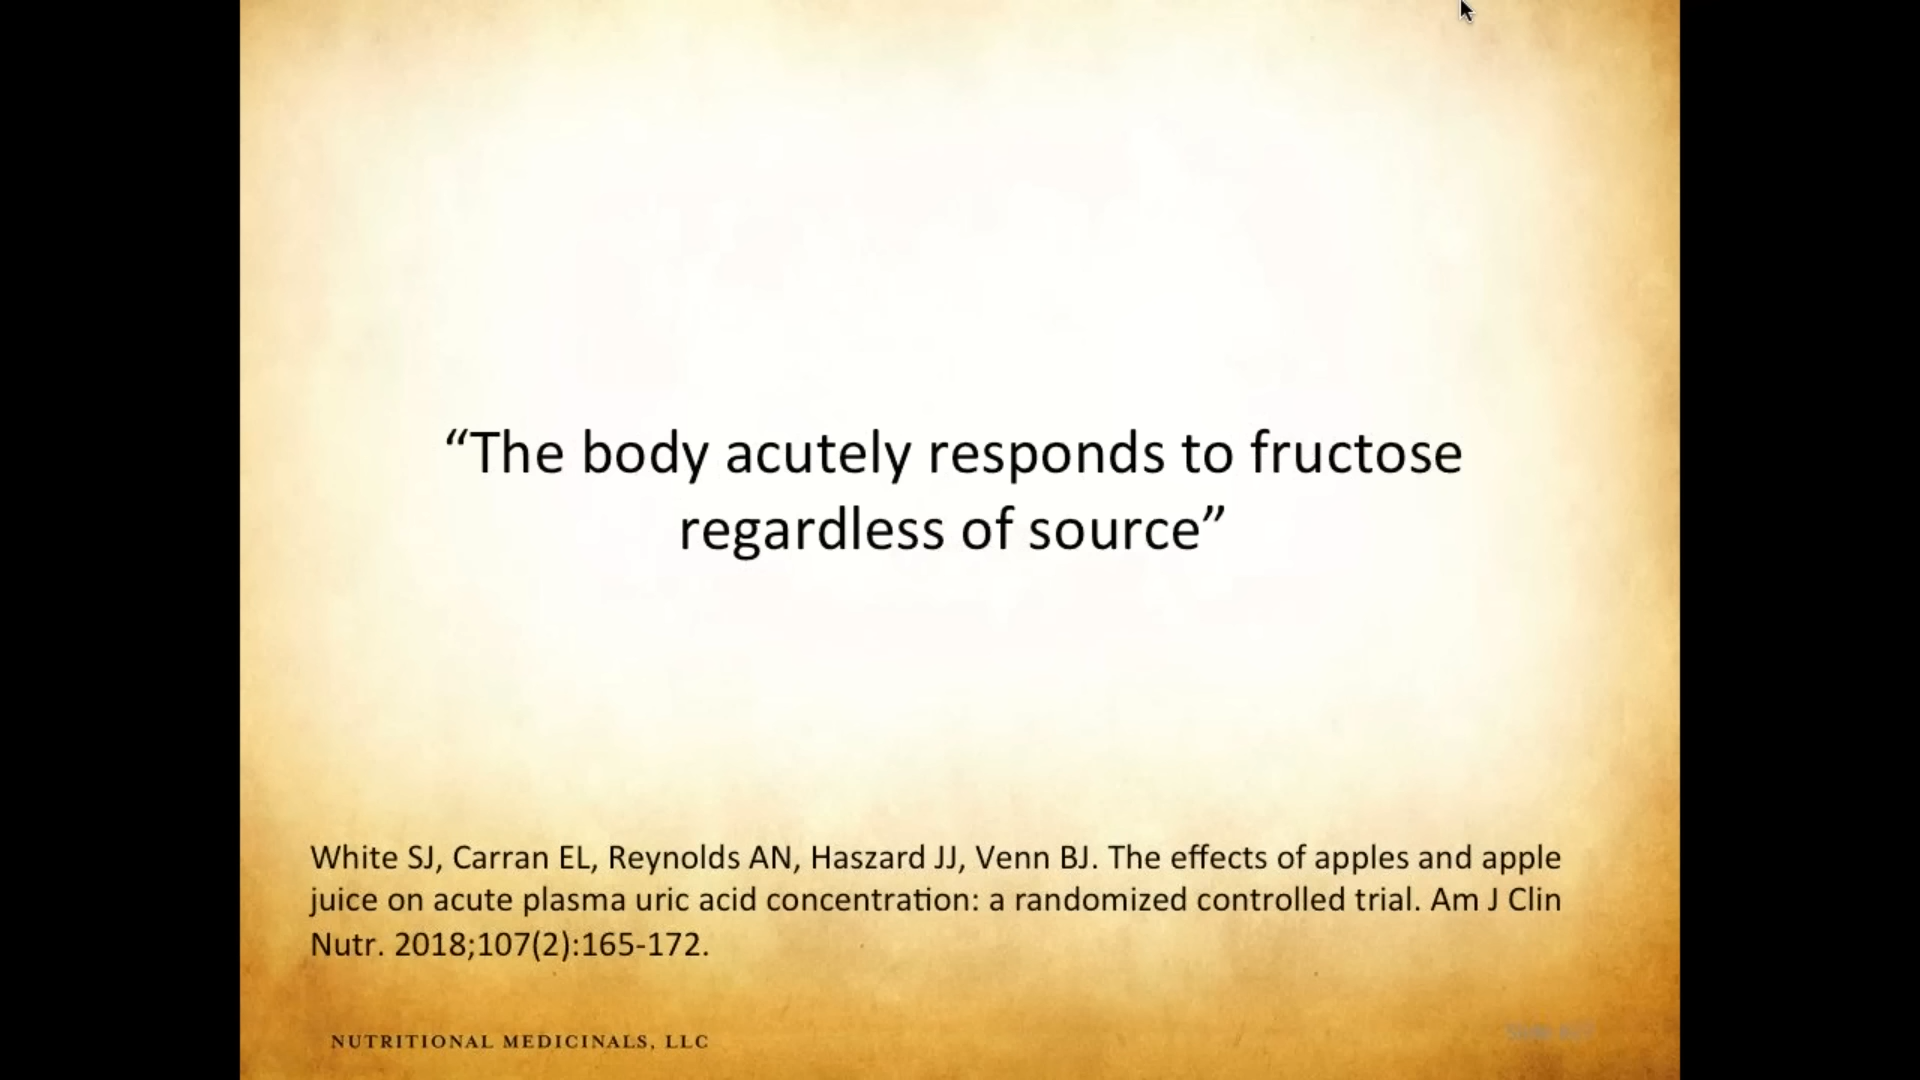 “The body acutely responds to fructose
regardless of source”
White SJ, Carran EL, Reynolds AN, Haszard JJ, Venn BJ. The effects of apples and apple
juice on acute plasma uric acid concentration: a randomized controlled trial. Am J Clin
Nutr. 2018;107(2):165-172.
NUTRITIONAL MEDICINALS, LLC